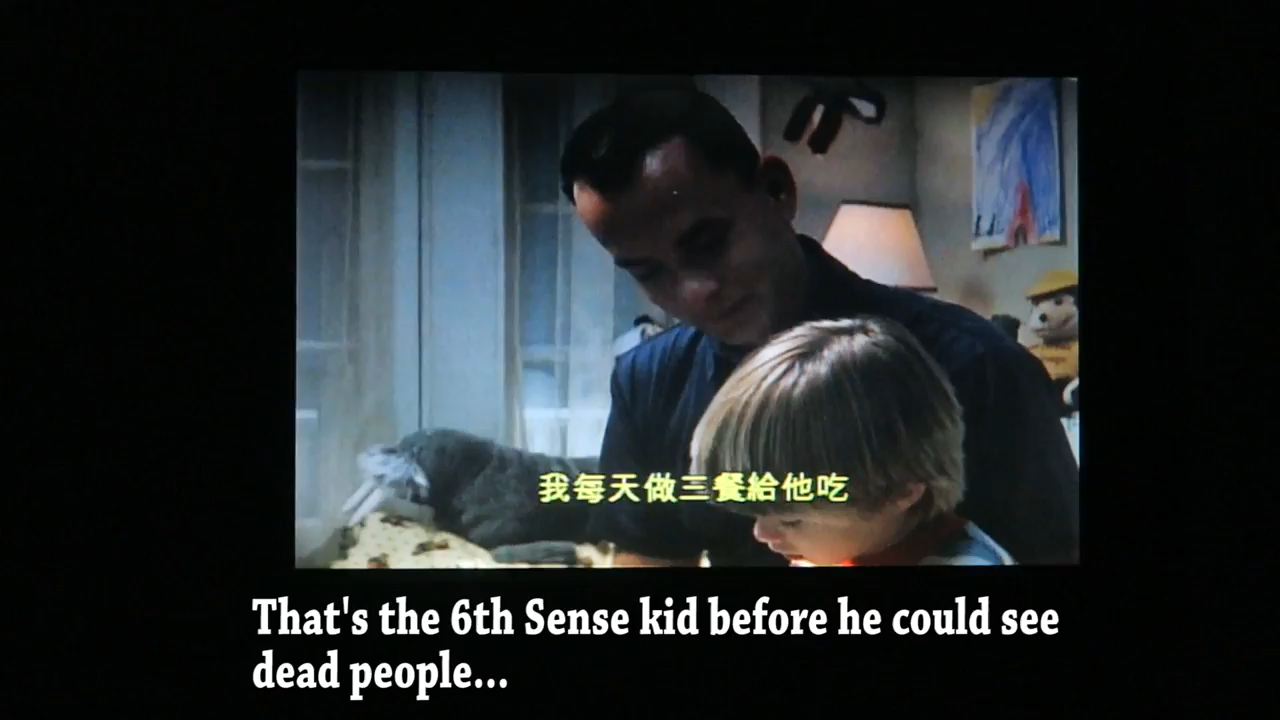 我每天做三餐給他吃
That's the 6th Sense kid before he could see
dead people...